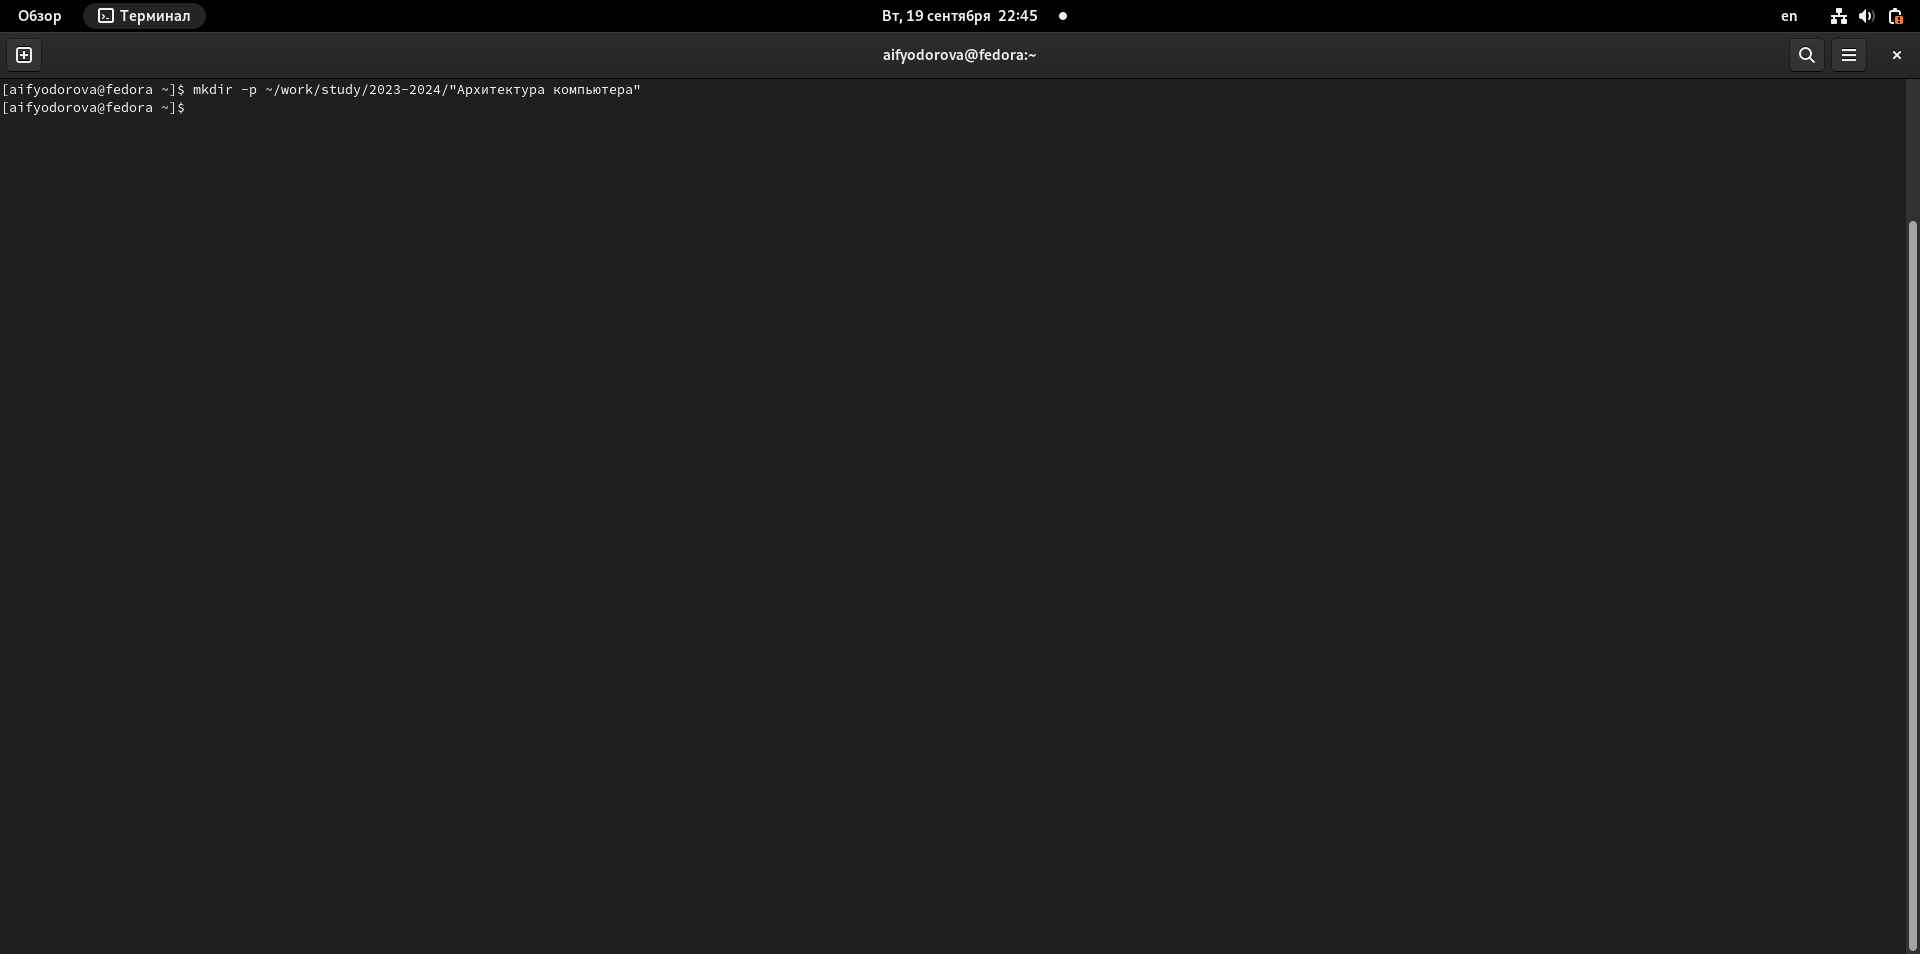 Обзор Терминал Вт, 19 сентября 22:45 en
aifyodorova@fedora:~
[aifyodorova@fedora ~]$ mkdir -p ~/work/study/2023-2024/"Архитектура компьютера"
[aifyodorova@fedora ~]$